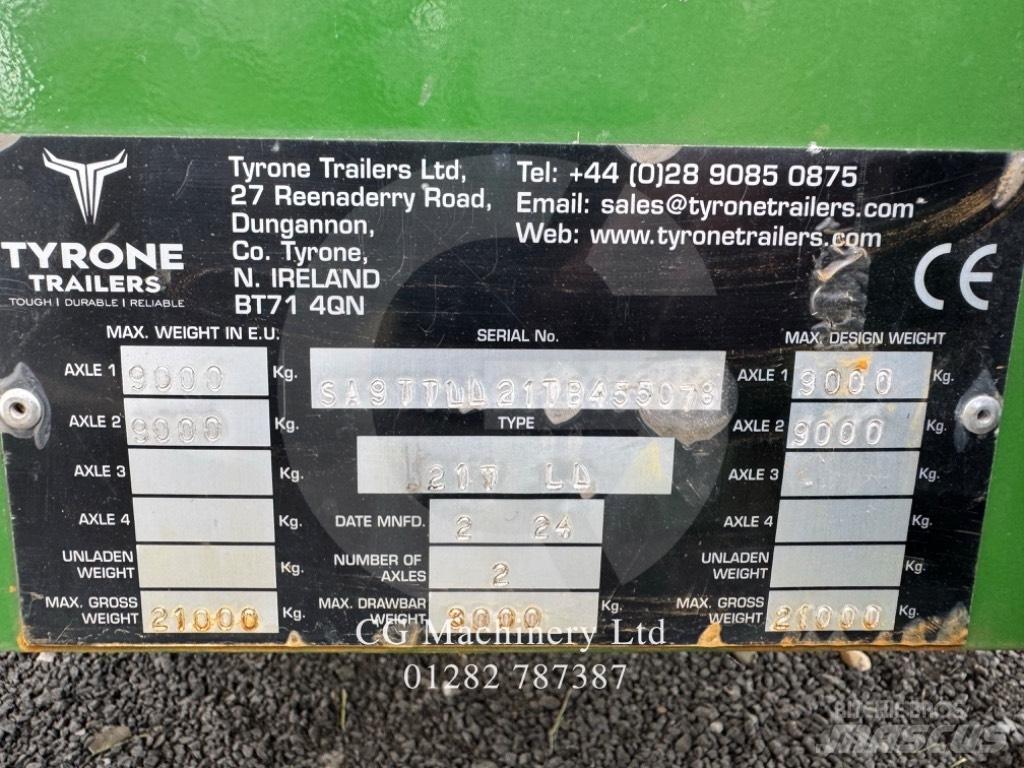 TYRONE
TRAILERS
TOUGH | DURABLE | RELIABLE
Tyrone Trailers Ltd,
27 Reenaderry Road,
Dungannon,
Co. Tyrone,
N. IRELAND
BT71 4QN
Tel: +44 (0)28 9085 0875
Email: sales@tyronetrailers.com
Web: www.tyronetrailers.com
CE
MAX. WEIGHT IN E.U.
AXLE 1 9000 Kg.
AXLE 2 9000 Kg.
AXLE 3 Kg.
AXLE 4 Kg.
UNLADEN WEIGHT Kg.
MAX. GROSS WEIGHT 21000 Kg.
SERIAL No.
TYPE
21T LD
DATE MNFD. 2 24
NUMBER OF AXLES 2
MAX. DRAWBAR WEIGHT 3000 Kg.
MAX. DESIGN WEIGHT
AXLE 1 9000 Kg.
AXLE 2 9000 Kg.
AXLE 3 Kg.
AXLE 4 Kg.
UNLADEN WEIGHT Kg.
MAX. GROSS WEIGHT 21000 Kg.
CG Machinery Ltd
01282 787387
RITCHIE BROS
MASCUS